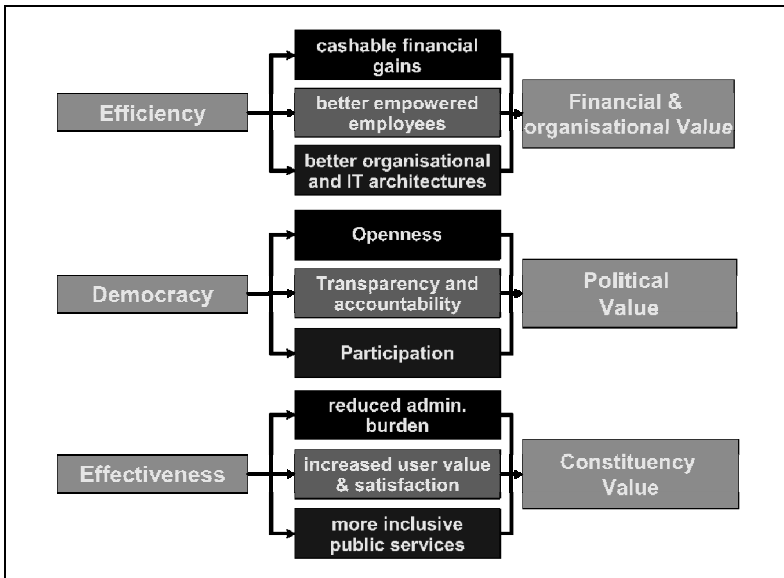 cashable financial
gains
Efficiency
better empowered
employees
Financial &
organisational Value
better organisational
and IT architectures
Openness
Democracy
Transparency and
accountability
Political
Value
Participation
reduced admin.
burden
Effectiveness
increased user value
& satisfaction
Constituency
Value
more inclusive
public services